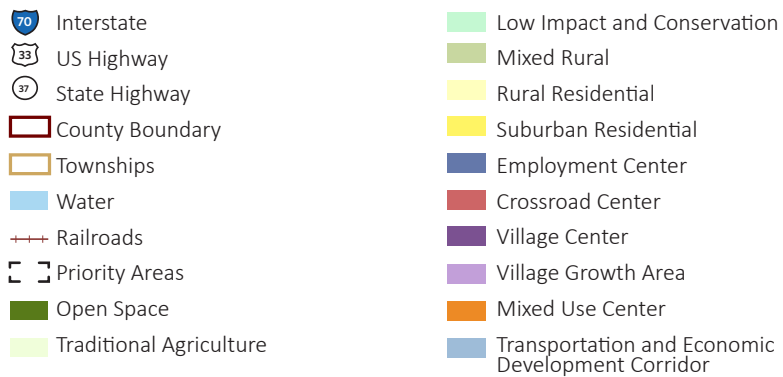 70 Interstate
33 US Highway
37 State Highway
County Boundary
Townships
Water
Railroads
Priority Areas
Open Space
Traditional Agriculture
Low Impact and Conservation
Mixed Rural
Rural Residential
Suburban Residential
Employment Center
Crossroad Center
Village Center
Village Growth Area
Mixed Use Center
Transportation and Economic
Development Corridor